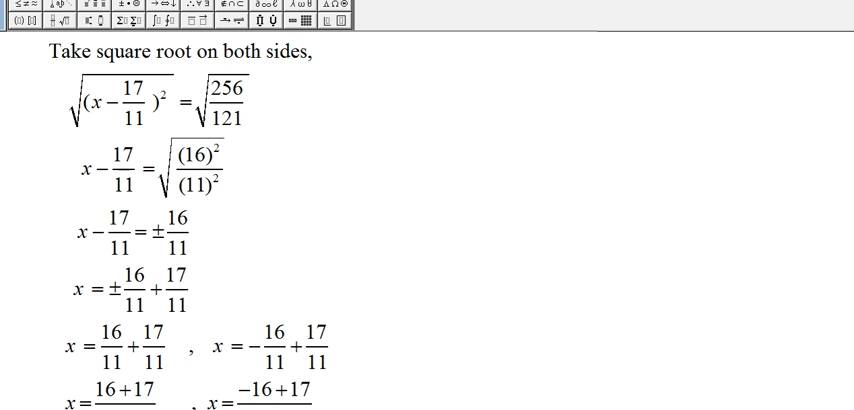 Take square root on both sides,
√(x − 17/11)² = √256/121
x − 17/11 = √(16)²/(11)²
x − 17/11 = ± 16/11
x = ± 16/11 + 17/11
x = 16/11 + 17/11 , x = − 16/11 + 17/11
x = 16+17 , x = −16+17